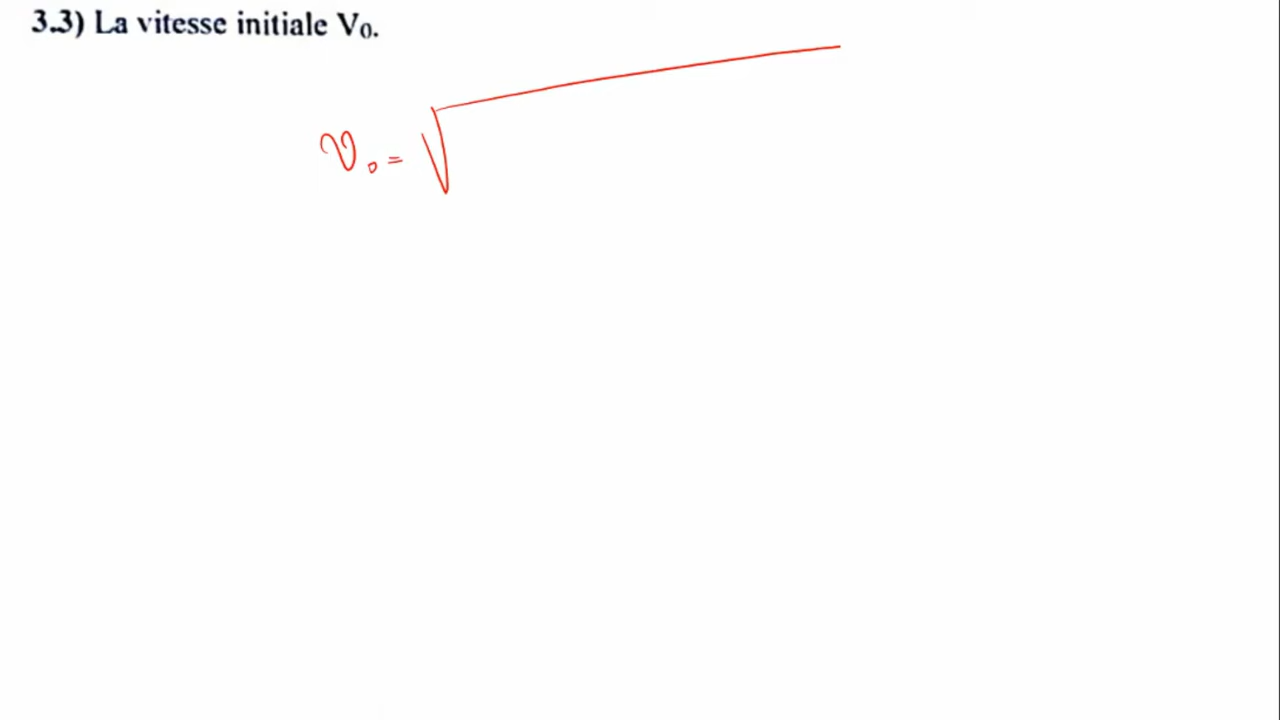 3.3) La vitesse initiale V₀.
V₀ = √